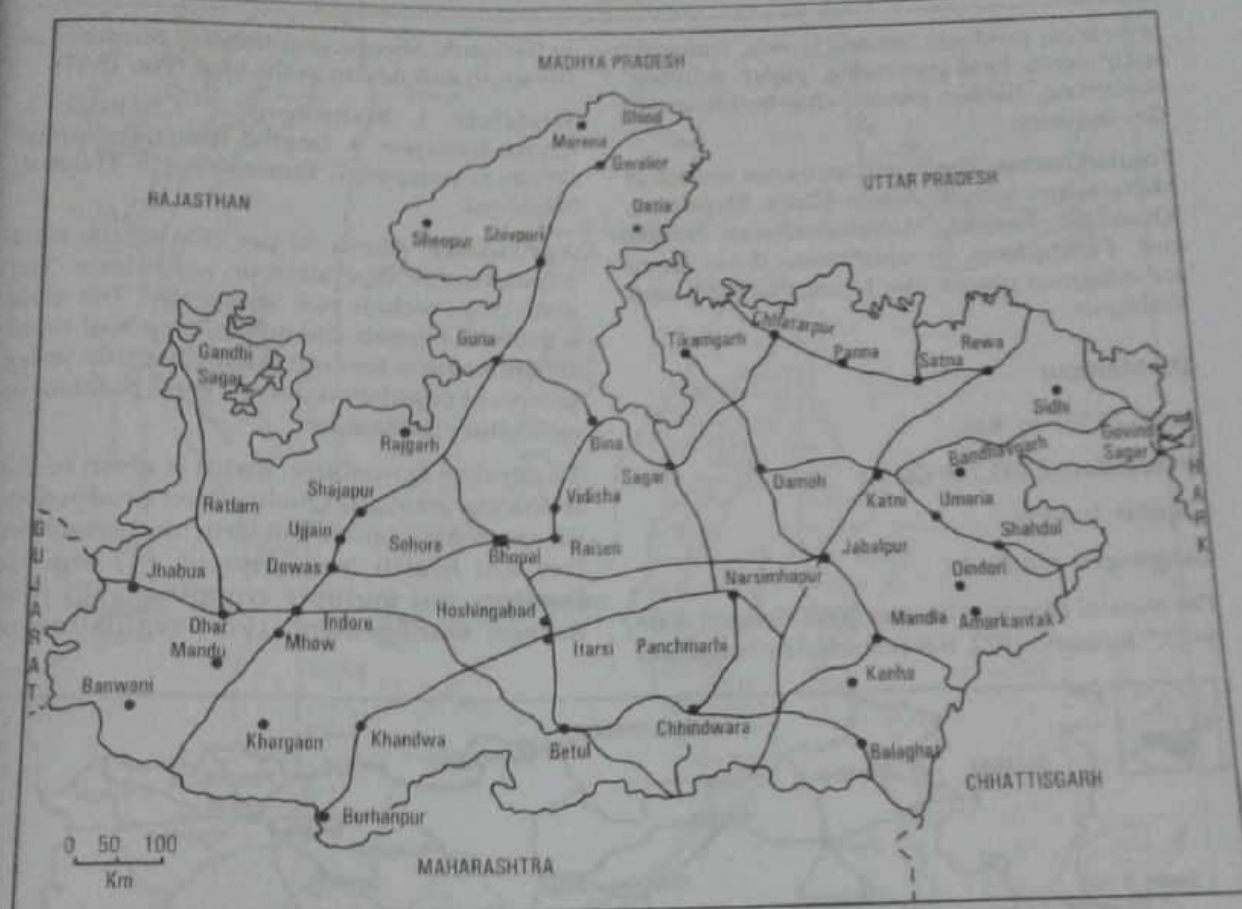 MADHYA PRADESH
RAJASTHAN
UTTAR PRADESH
Bhind
Morena
Gwalior
Datia
Sheopur
Shivpuri
Guna
Gandhi
Sagar
Rajgarh
Bina
Sagar
Tikamgarh
Chhatarpur
Panna
Satna
Rewa
Sidhi
Govind
Sagar
Bandhavgarh
Damoh
Katni
Umaria
Shahdol
Shajapur
Vidisha
Ratlam
Ujjain
Sehore
Bhopal
Raisen
Dewas
Jabalpur
Dindori
Jhabua
Narsimhapur
Hoshingabad
Mandla
Amarkantak
Dhar
Indore
Mandu
Mhow
Itarsi
Panchmarhi
Kanha
Banwani
Khargaon
Khandwa
Betul
Chhindwara
Balaghat
Burhanpur
GUJARAT
CHHATTISGARH
MAHARASHTRA
0 50 100
Km